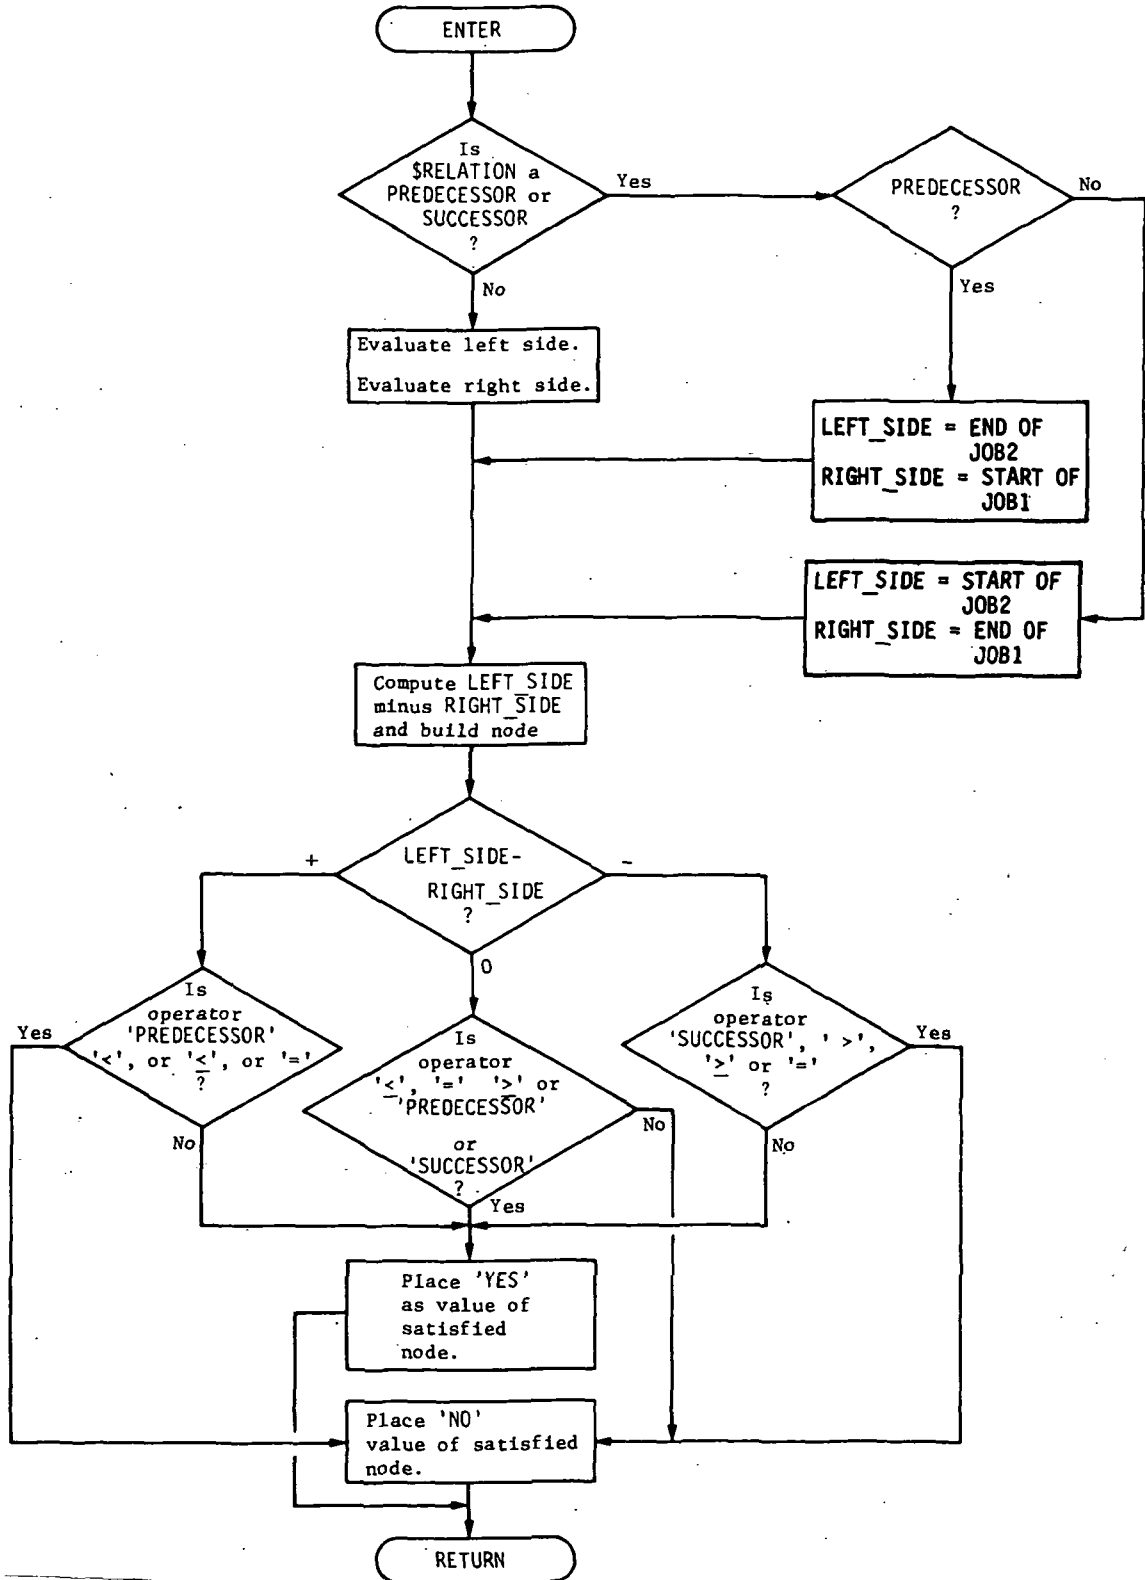 ENTER
Is
$RELATION a
PREDECESSOR or
SUCCESSOR
?
Yes
PREDECESSOR
?
No
No
Yes
Evaluate left side.
Evaluate right side.
LEFT_SIDE = END OF
JOB2
RIGHT_SIDE = START OF
JOB1
LEFT_SIDE = START OF
JOB2
RIGHT_SIDE = END OF
JOB1
Compute LEFT_SIDE
minus RIGHT_SIDE
and build node
LEFT_SIDE-
RIGHT_SIDE
?
+
-
0
Is
operator
'PREDECESSOR'
'<', or '≤', or '='
?
Yes
No
Is
operator
'≤', '=' '≥' or
'PREDECESSOR'
or
'SUCCESSOR'
?
No
Yes
Is
operator
'SUCCESSOR', ' >',
'≥' or '='
?
Yes
No
Place 'YES'
as value of
satisfied
node.
Place 'NO'
value of satisfied
node.
RETURN